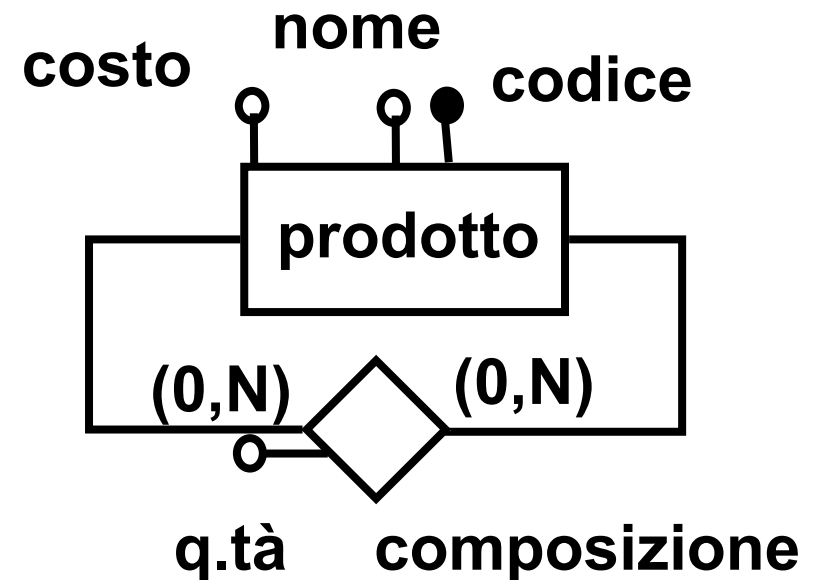 nome
costo
codice
prodotto
(0,N)
(0,N)
q.tà
composizione